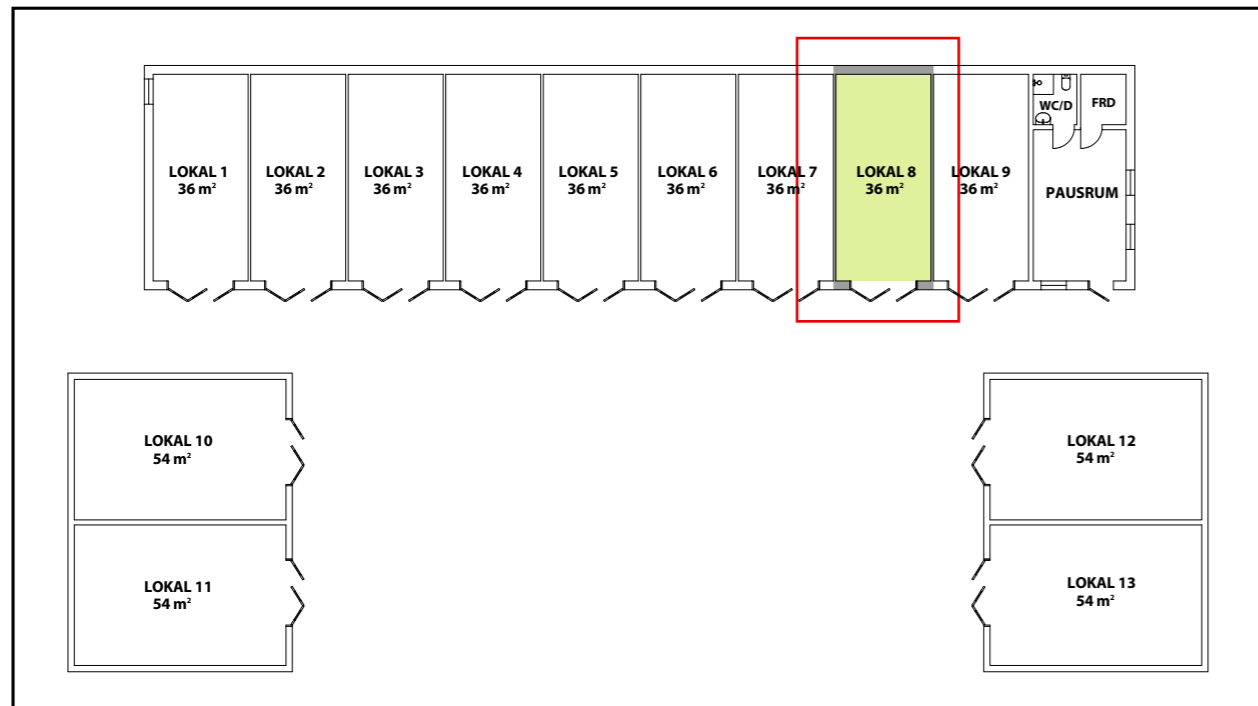 WC/D
FRD
LOKAL 1
36 m²
LOKAL 2
36 m²
LOKAL 3
36 m²
LOKAL 4
36 m²
LOKAL 5
36 m²
LOKAL 6
36 m²
LOKAL 7
36 m²
LOKAL 8
36 m²
LOKAL 9
36 m²
PAUSRUM
LOKAL 10
54 m²
LOKAL 11
54 m²
LOKAL 12
54 m²
LOKAL 13
54 m²